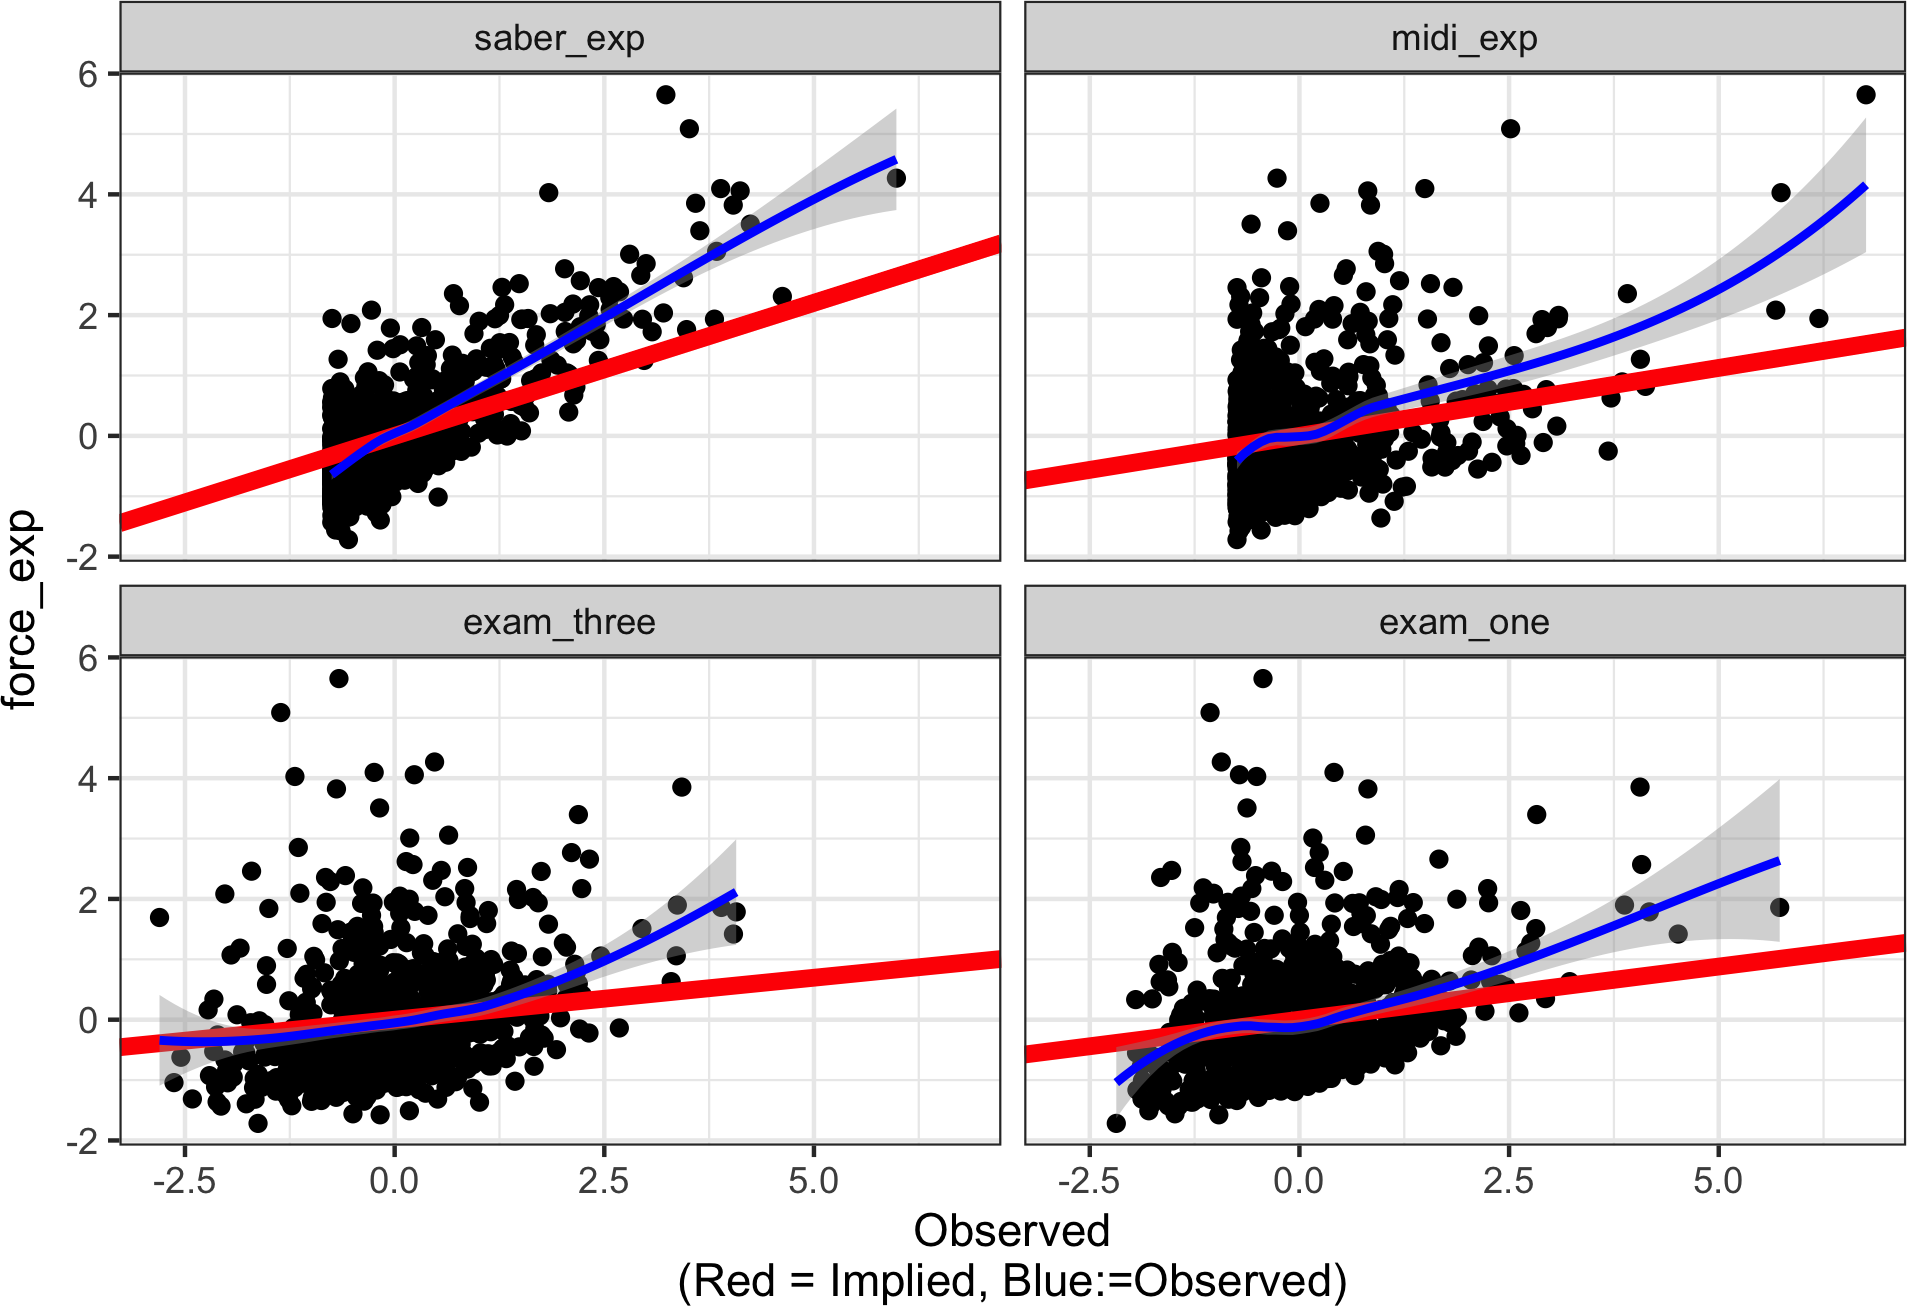 saber_exp
midi_exp
6
4
2
0
-2
exam_three
exam_one
6
4
2
0
-2
force_exp
-2.5 0.0 2.5 5.0
-2.5 0.0 2.5 5.0
Observed
(Red = Implied, Blue:=Observed)